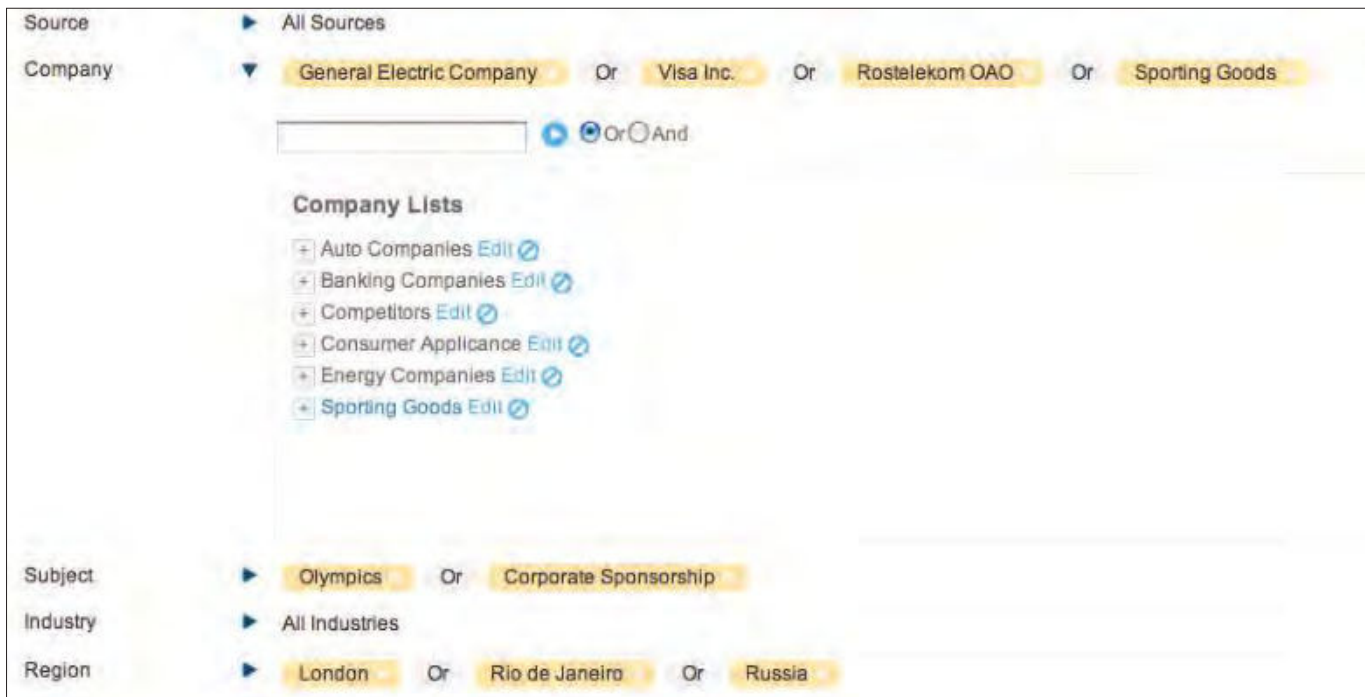 Source All Sources
Company General Electric Company Or Visa Inc. Or Rostelekom OAO Or Sporting Goods
Or And
Company Lists
+ Auto Companies Edit
+ Banking Companies Edit
+ Competitors Edit
+ Consumer Applicance Edit
+ Energy Companies Edit
+ Sporting Goods Edit
Subject Olympics Or Corporate Sponsorship
Industry All Industries
Region London Or Rio de Janeiro Or Russia